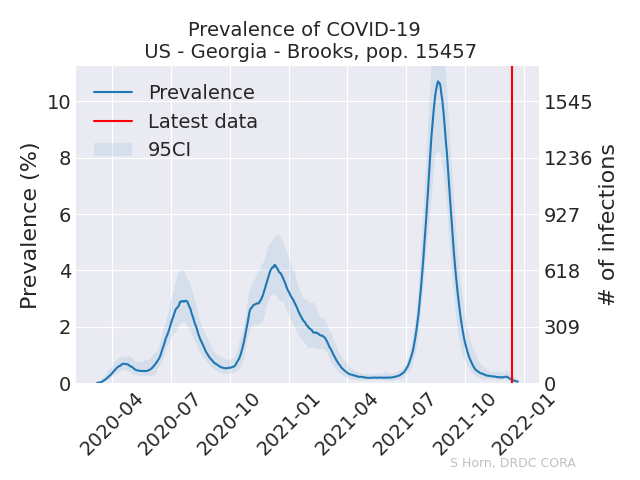 Prevalence of COVID-19
US - Georgia - Brooks, pop. 15457
Prevalence
Latest data
95CI
Prevalence (%)
10
8
6
4
2
0
1545
1236
927
618
309
0
# of infections
2020-04
2020-07
2020-10
2021-01
2021-04
2021-07
2021-10
2022-01
S Horn, DRDC CORA